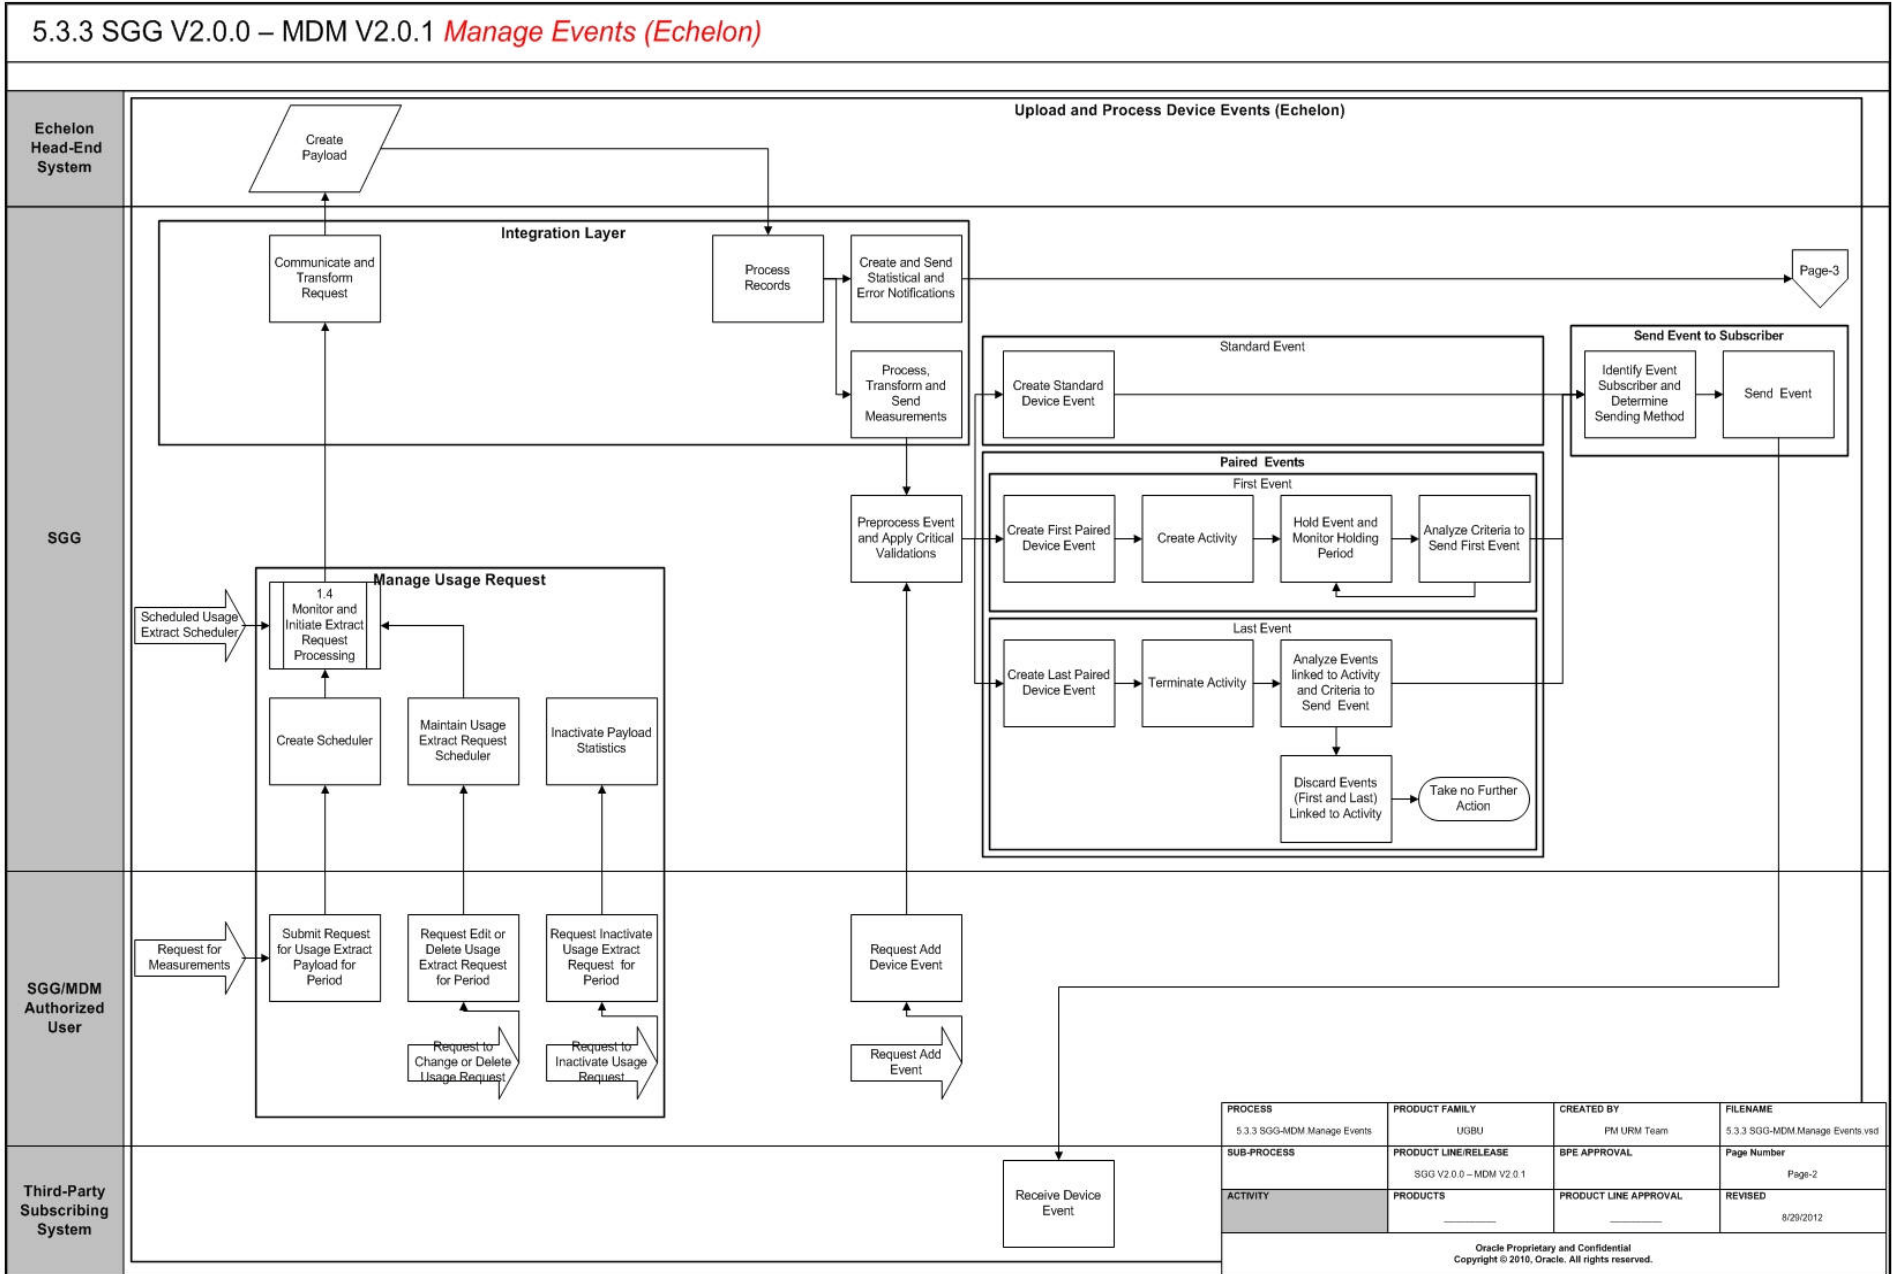 5.3.3 SGG V2.0.0 – MDM V2.0.1 Manage Events (Echelon)
Echelon
Head-End
System
Upload and Process Device Events (Echelon)
Create
Payload
SGG
Integration Layer
Communicate and
Transform
Request
Process
Records
Create and Send
Statistical and
Error Notifications
Page-3
Process,
Transform and
Send
Measurements
Standard Event
Create Standard
Device Event
Send Event to Subscriber
Identify Event
Subscriber and
Determine
Sending Method
Send Event
Paired Events
First Event
Preprocess Event
and Apply Critical
Validations
Create First Paired
Device Event
Create Activity
Hold Event and
Monitor Holding
Period
Analyze Criteria to
Send First Event
Last Event
Create Last Paired
Device Event
Terminate Activity
Analyze Events
linked to Activity
and Criteria to
Send Event
Discard Events
(First and Last)
Linked to Activity
Take no Further
Action
Manage Usage Request
Scheduled Usage
Extract Scheduler
1.4
Monitor and
Initiate Extract
Request
Processing
Create Scheduler
Maintain Usage
Extract Request
Scheduler
Inactivate Payload
Statistics
SGG/MDM
Authorized
User
Request for
Measurements
Submit Request
for Usage Extract
Payload for
Period
Request Edit or
Delete Usage
Extract Request
for Period
Request Inactivate
Usage Extract
Request for
Period
Request Add
Device Event
Request to
Change or Delete
Usage Request
Request to
Inactivate Usage
Request
Request Add
Event
Third-Party
Subscribing
System
Receive Device
Event
PROCESS
5.3.3 SGG-MDM.Manage Events
PRODUCT FAMILY
UGBU
CREATED BY
PM URM Team
FILENAME
5.3.3 SGG-MDM.Manage Events.vsd
SUB-PROCESS
PRODUCT LINE/RELEASE
SGG V2.0.0 – MDM V2.0.1
BPE APPROVAL
Page Number
Page-2
ACTIVITY
PRODUCTS
PRODUCT LINE APPROVAL
REVISED
8/29/2012
Oracle Proprietary and Confidential
Copyright © 2010, Oracle. All rights reserved.